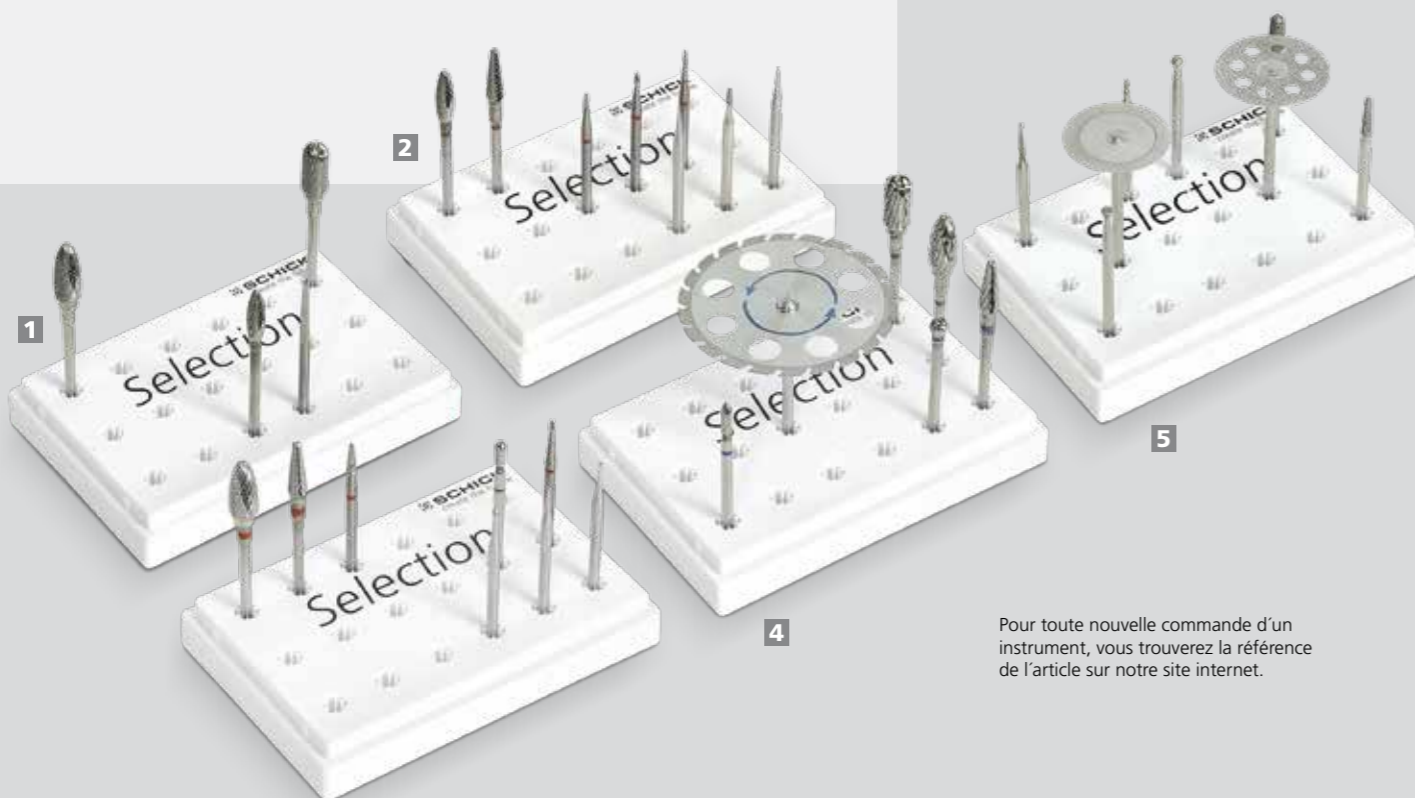 2
SCHICK
Selection
SCHICK
Selection
1
SCHICK
Selection
5
Selection
4
SCHICK
Selection
Pour toute nouvelle commande d´un
instrument, vous trouverez la référence
de l´article sur notre site internet.